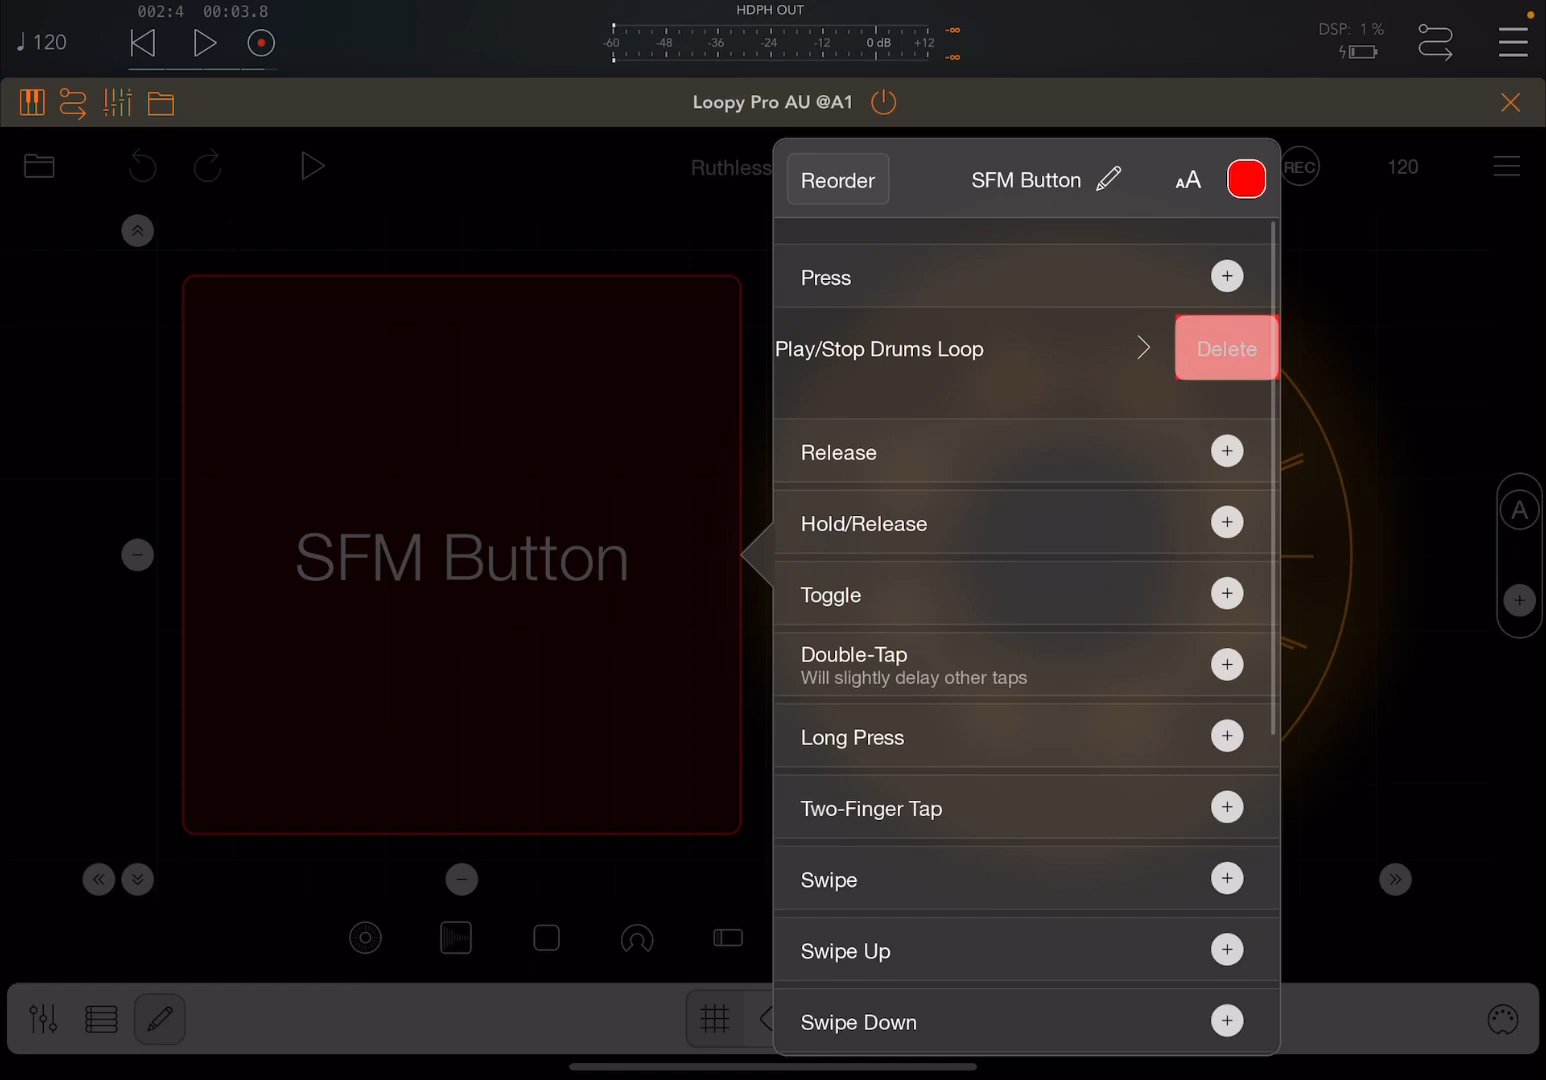 002:4 00:03.8
HDPH OUT
♩ 120
-60 -48 -36 -24 -12 0 dB +12
-∞
-∞
DSP: 1 %
Loopy Pro AU @A1
Ruthless
Reorder
SFM Button
AA
REC
120
Press
Play/Stop Drums Loop
Delete
Release
Hold/Release
SFM Button
A
Toggle
Double-Tap
Will slightly delay other taps
Long Press
Two-Finger Tap
Swipe
Swipe Up
Swipe Down